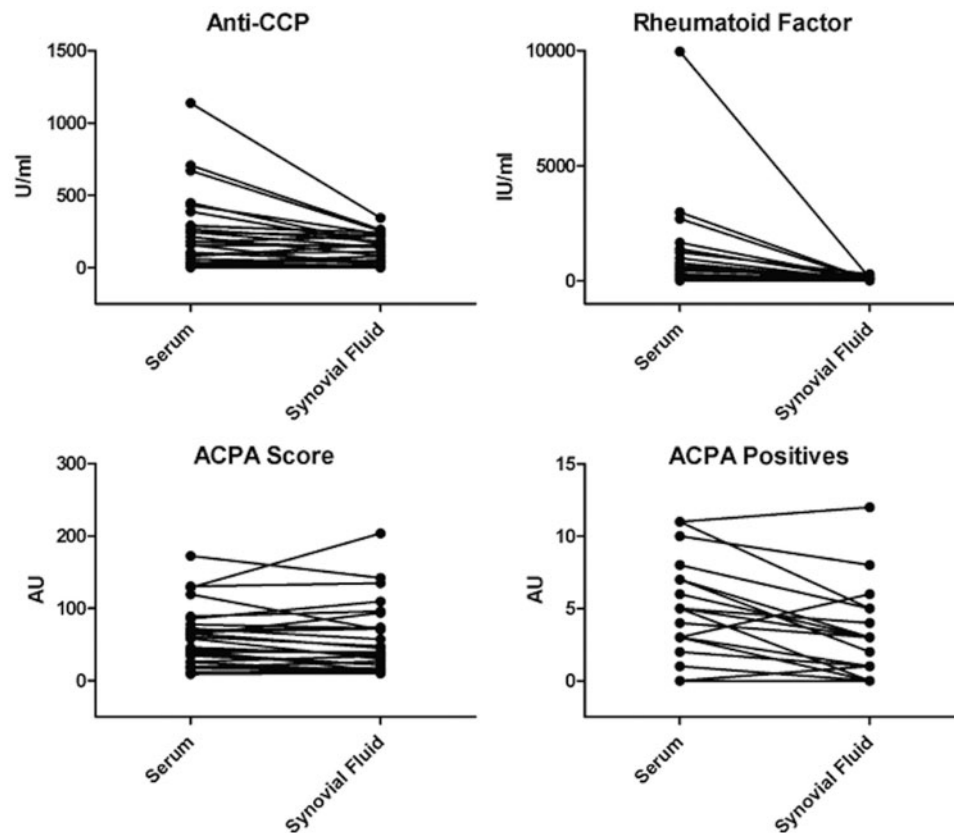 Anti-CCP
1500
1000
500
0
U/ml
Serum
Synovial Fluid
Rheumatoid Factor
10000
5000
0
IU/ml
Serum
Synovial Fluid
ACPA Score
300
200
100
0
AU
Serum
Synovial Fluid
ACPA Positives
15
10
5
0
AU
Serum
Synovial Fluid